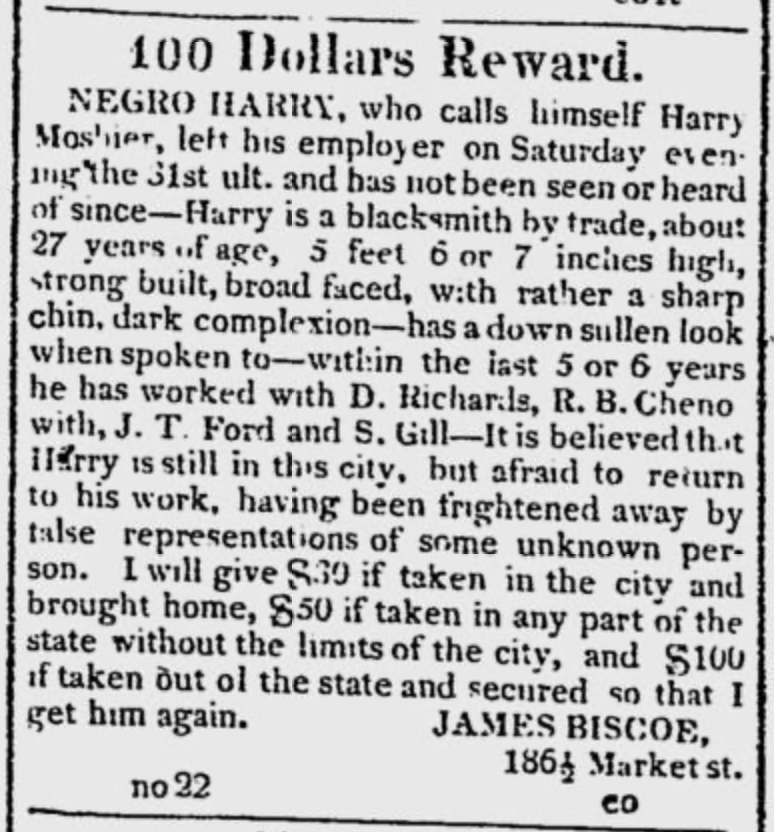 100 Dollars Reward.
NEGRO HARRY, who calls himself Harry
Moshier, left his employer on Saturday even-
ing the 31st ult. and has not been seen or heard
of since—Harry is a blacksmith by trade, about
27 years of age, 5 feet 6 or 7 inches high,
strong built, broad faced, with rather a sharp
chin, dark complexion—has a down sullen look
when spoken to—within the last 5 or 6 years
he has worked with D. Richards, R. B. Cheno
with, J. T. Ford and S. Gill—It is believed that
Harry is still in this city, but afraid to return
to his work, having been frightened away by
false representations of some unknown per-
son. I will give $30 if taken in the city and
brought home, $50 if taken in any part of the
state without the limits of the city, and $100
if taken out of the state and secured so that I
get him again. JAMES BISCOE,
186½ Market st.
no 22 eo